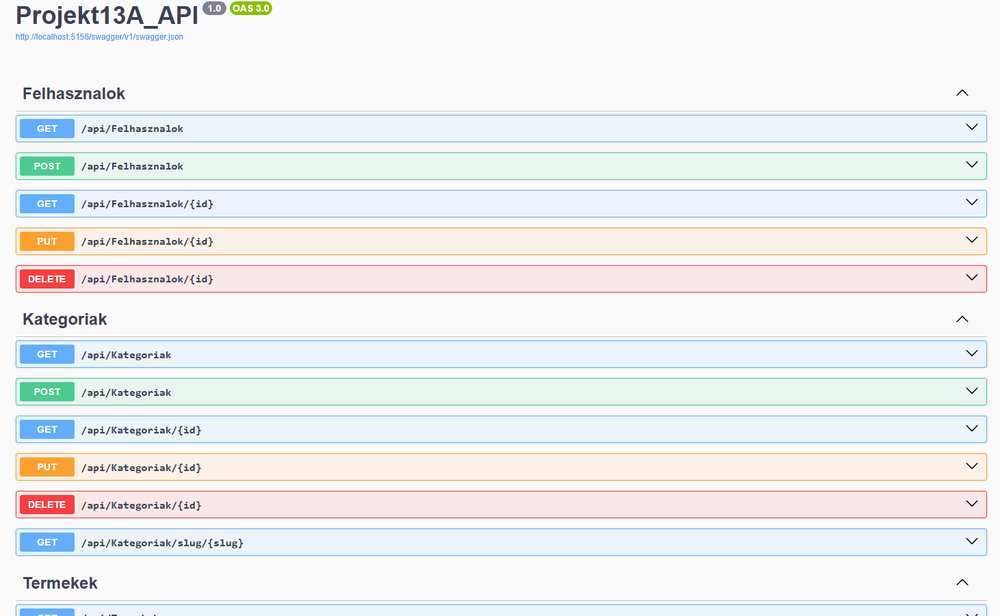 Projekt13A_API 1.0 OAS 3.0
http://localhost:5156/swagger/v1/swagger.json
Felhasznalok
GET /api/Felhasznalok
POST /api/Felhasznalok
GET /api/Felhasznalok/{id}
PUT /api/Felhasznalok/{id}
DELETE /api/Felhasznalok/{id}
Kategoriak
GET /api/Kategoriak
POST /api/Kategoriak
GET /api/Kategoriak/{id}
PUT /api/Kategoriak/{id}
DELETE /api/Kategoriak/{id}
GET /api/Kategoriak/slug/{slug}
Termekek
GET